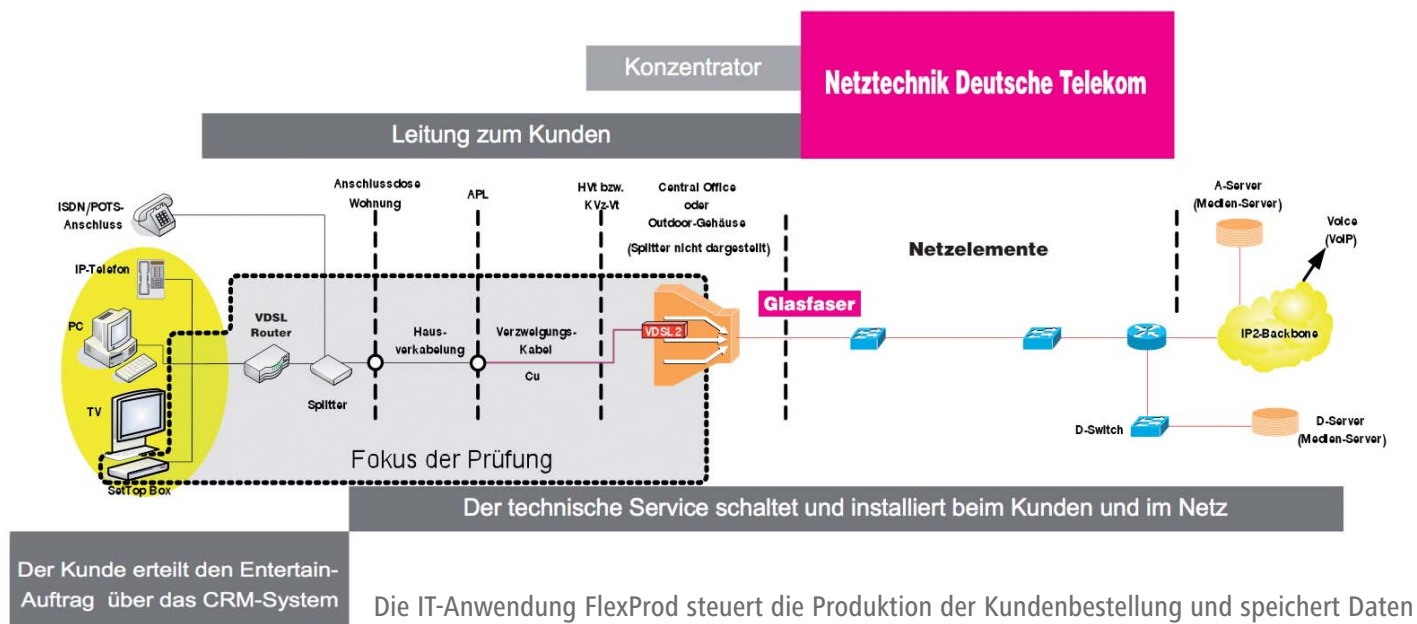 Konzentrator
Netztechnik Deutsche Telekom
Leitung zum Kunden
ISDN/POTS-
Anschluss
Anschlussdose
Wohnung
APL
HVt bzw.
KVz-Vt
Central Office
oder
Outdoor-Gehäuse
(Splitter nicht dargestellt)
Netzelemente
A-Server
(Medien-Server)
Voice
(VoIP)
IP-Telefon
PC
TV
SetTop Box
VDSL
Router
Splitter
Haus-
verkabelung
Verzweigungs-
Kabel
Cu
VDSL 2
Glasfaser
IP2-Backbone
D-Switch
D-Server
(Medien-Server)
Fokus der Prüfung
Der technische Service schaltet und installiert beim Kunden und im Netz
Der Kunde erteilt den Entertain-
Auftrag über das CRM-System
Die IT-Anwendung FlexProd steuert die Produktion der Kundenbestellung und speichert Daten